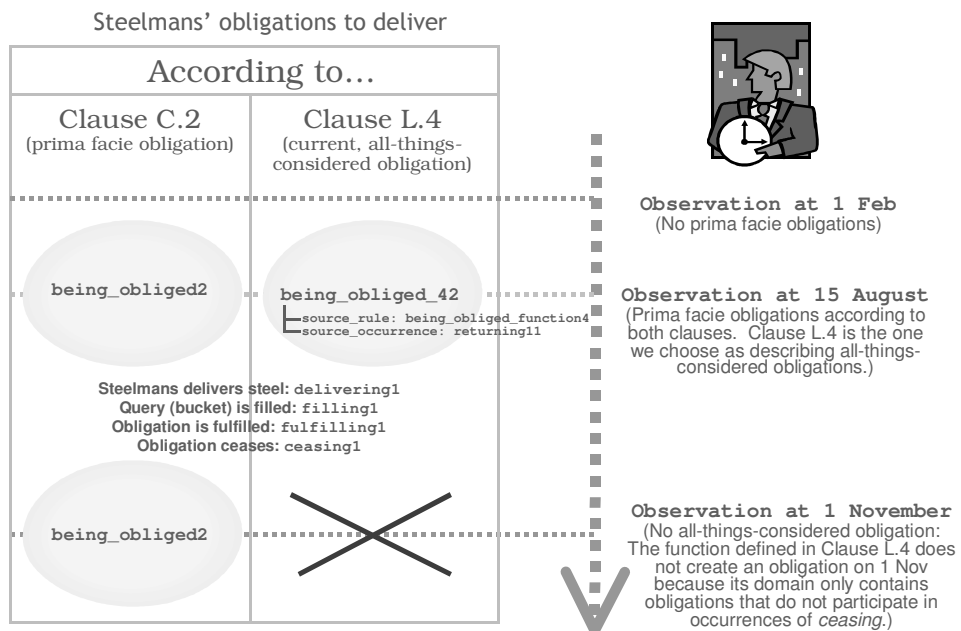 Steelmans' obligations to deliver
According to…
Clause C.2
(prima facie obligation)
Clause L.4
(current, all-things-
considered obligation)
Observation at 1 Feb
(No prima facie obligations)
being_obliged2
being_obliged_42
source_rule: being_obliged_function4
source_occurrence: returning11
Observation at 15 August
(Prima facie obligations according to
both clauses. Clause L.4 is the one
we choose as describing all-things-
considered obligations.)
Steelmans delivers steel: delivering1
Query (bucket) is filled: filling1
Obligation is fulfilled: fulfilling1
Obligation ceases: ceasing1
being_obliged2
Observation at 1 November
(No all-things-considered obligation:
The function defined in Clause L.4 does
not create an obligation on 1 Nov
because its domain only contains
obligations that do not participate in
occurrences of ceasing.)